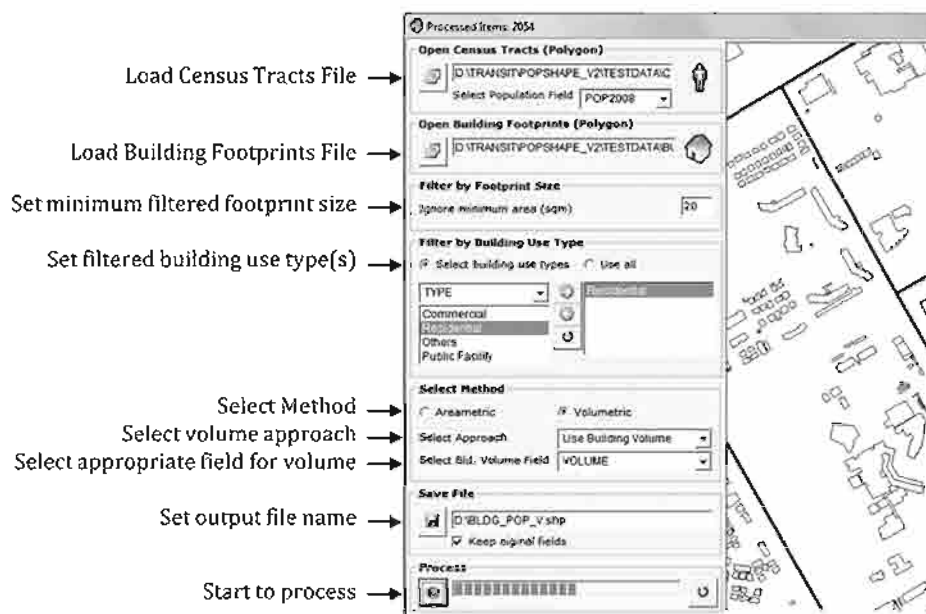 Processed Items: 2054
Open Census Tracts (Polygon)
Load Census Tracts File
D:\TRANSIT\POPSHAPE_V2\TESTDATA\C
Select Population Field POP2008
Open Building Footprints (Polygon)
Load Building Footprints File
D:\TRANSIT\POPSHAPE_V2\TESTDATA\BU
Filter by Footprint Size
Set minimum filtered footprint size
Ignore minimum area (sqm) 20
Filter by Building Use Type
Set filtered building use type(s)
Select building use types Use all
TYPE Residential
Commercial
Residential
Others
Public Facility
Select Method
Select Method
Areametric Volumetric
Select volume approach
Select Approach Use Building Volume
Select appropriate field for volume
Select Bld. Volume Field VOLUME
Save File
Set output file name
D:\BLDG_POP_V.shp
Keep original fields
Process
Start to process